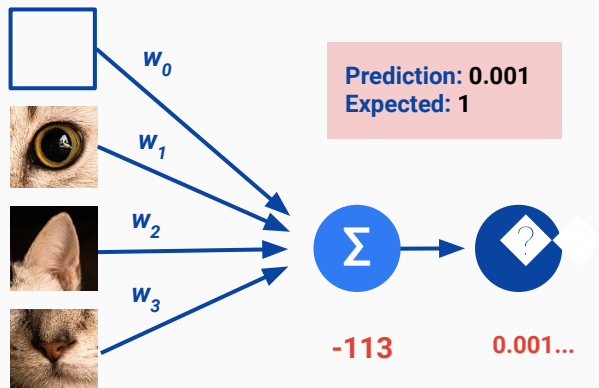 w0
Prediction: 0.001
Expected: 1
w1
w2
w3
Σ
?
-113
0.001...